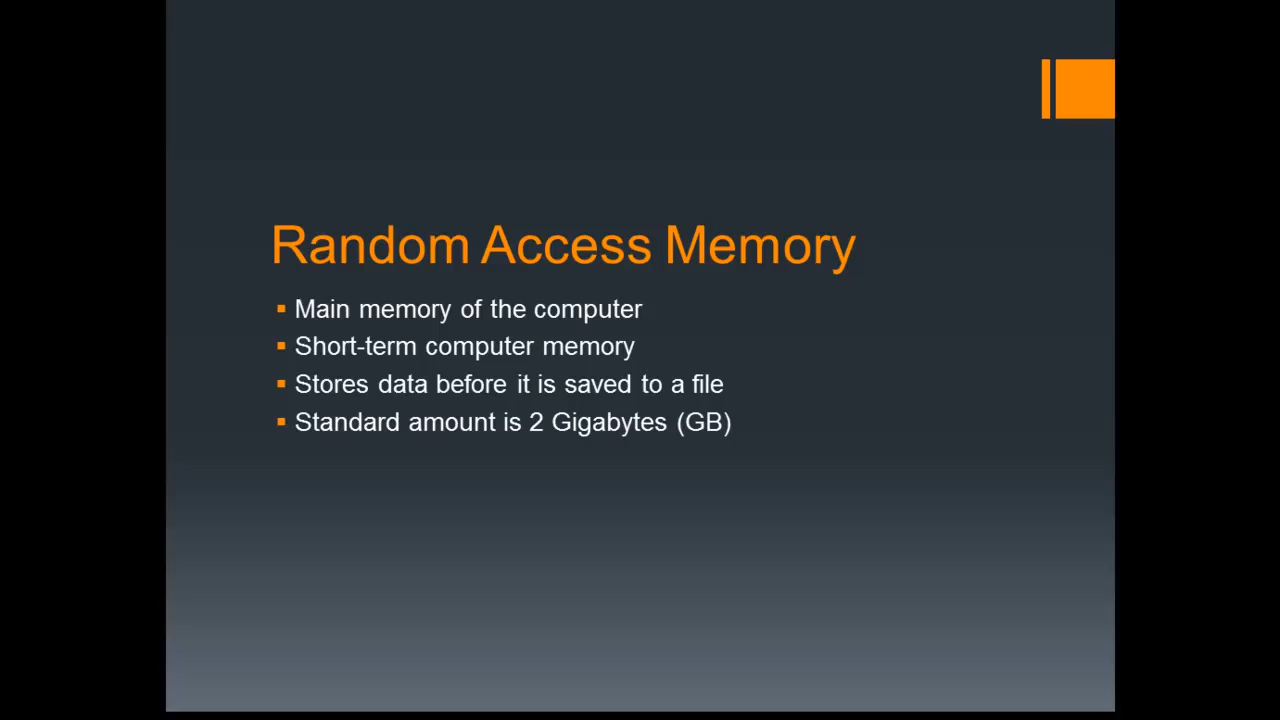 Random Access Memory
Main memory of the computer
Short-term computer memory
Stores data before it is saved to a file
Standard amount is 2 Gigabytes (GB)